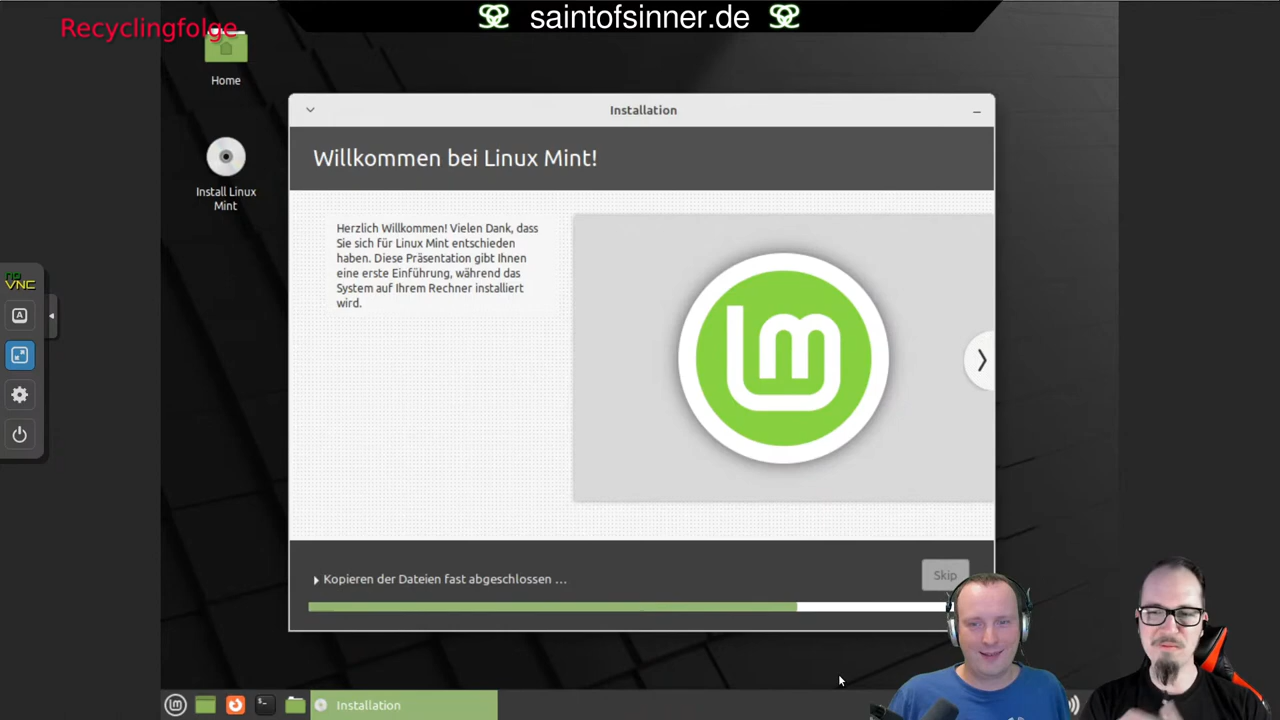 saintofsinner.de
Recyclingfolge
Home
Install Linux
Mint
no
VNC
A
Installation
Willkommen bei Linux Mint!
Herzlich Willkommen! Vielen Dank, dass
Sie sich für Linux Mint entschieden
haben. Diese Präsentation gibt Ihnen
eine erste Einführung, während das
System auf Ihrem Rechner installiert
wird.
lm
Kopieren der Dateien fast abgeschlossen ...
Skip
Installation